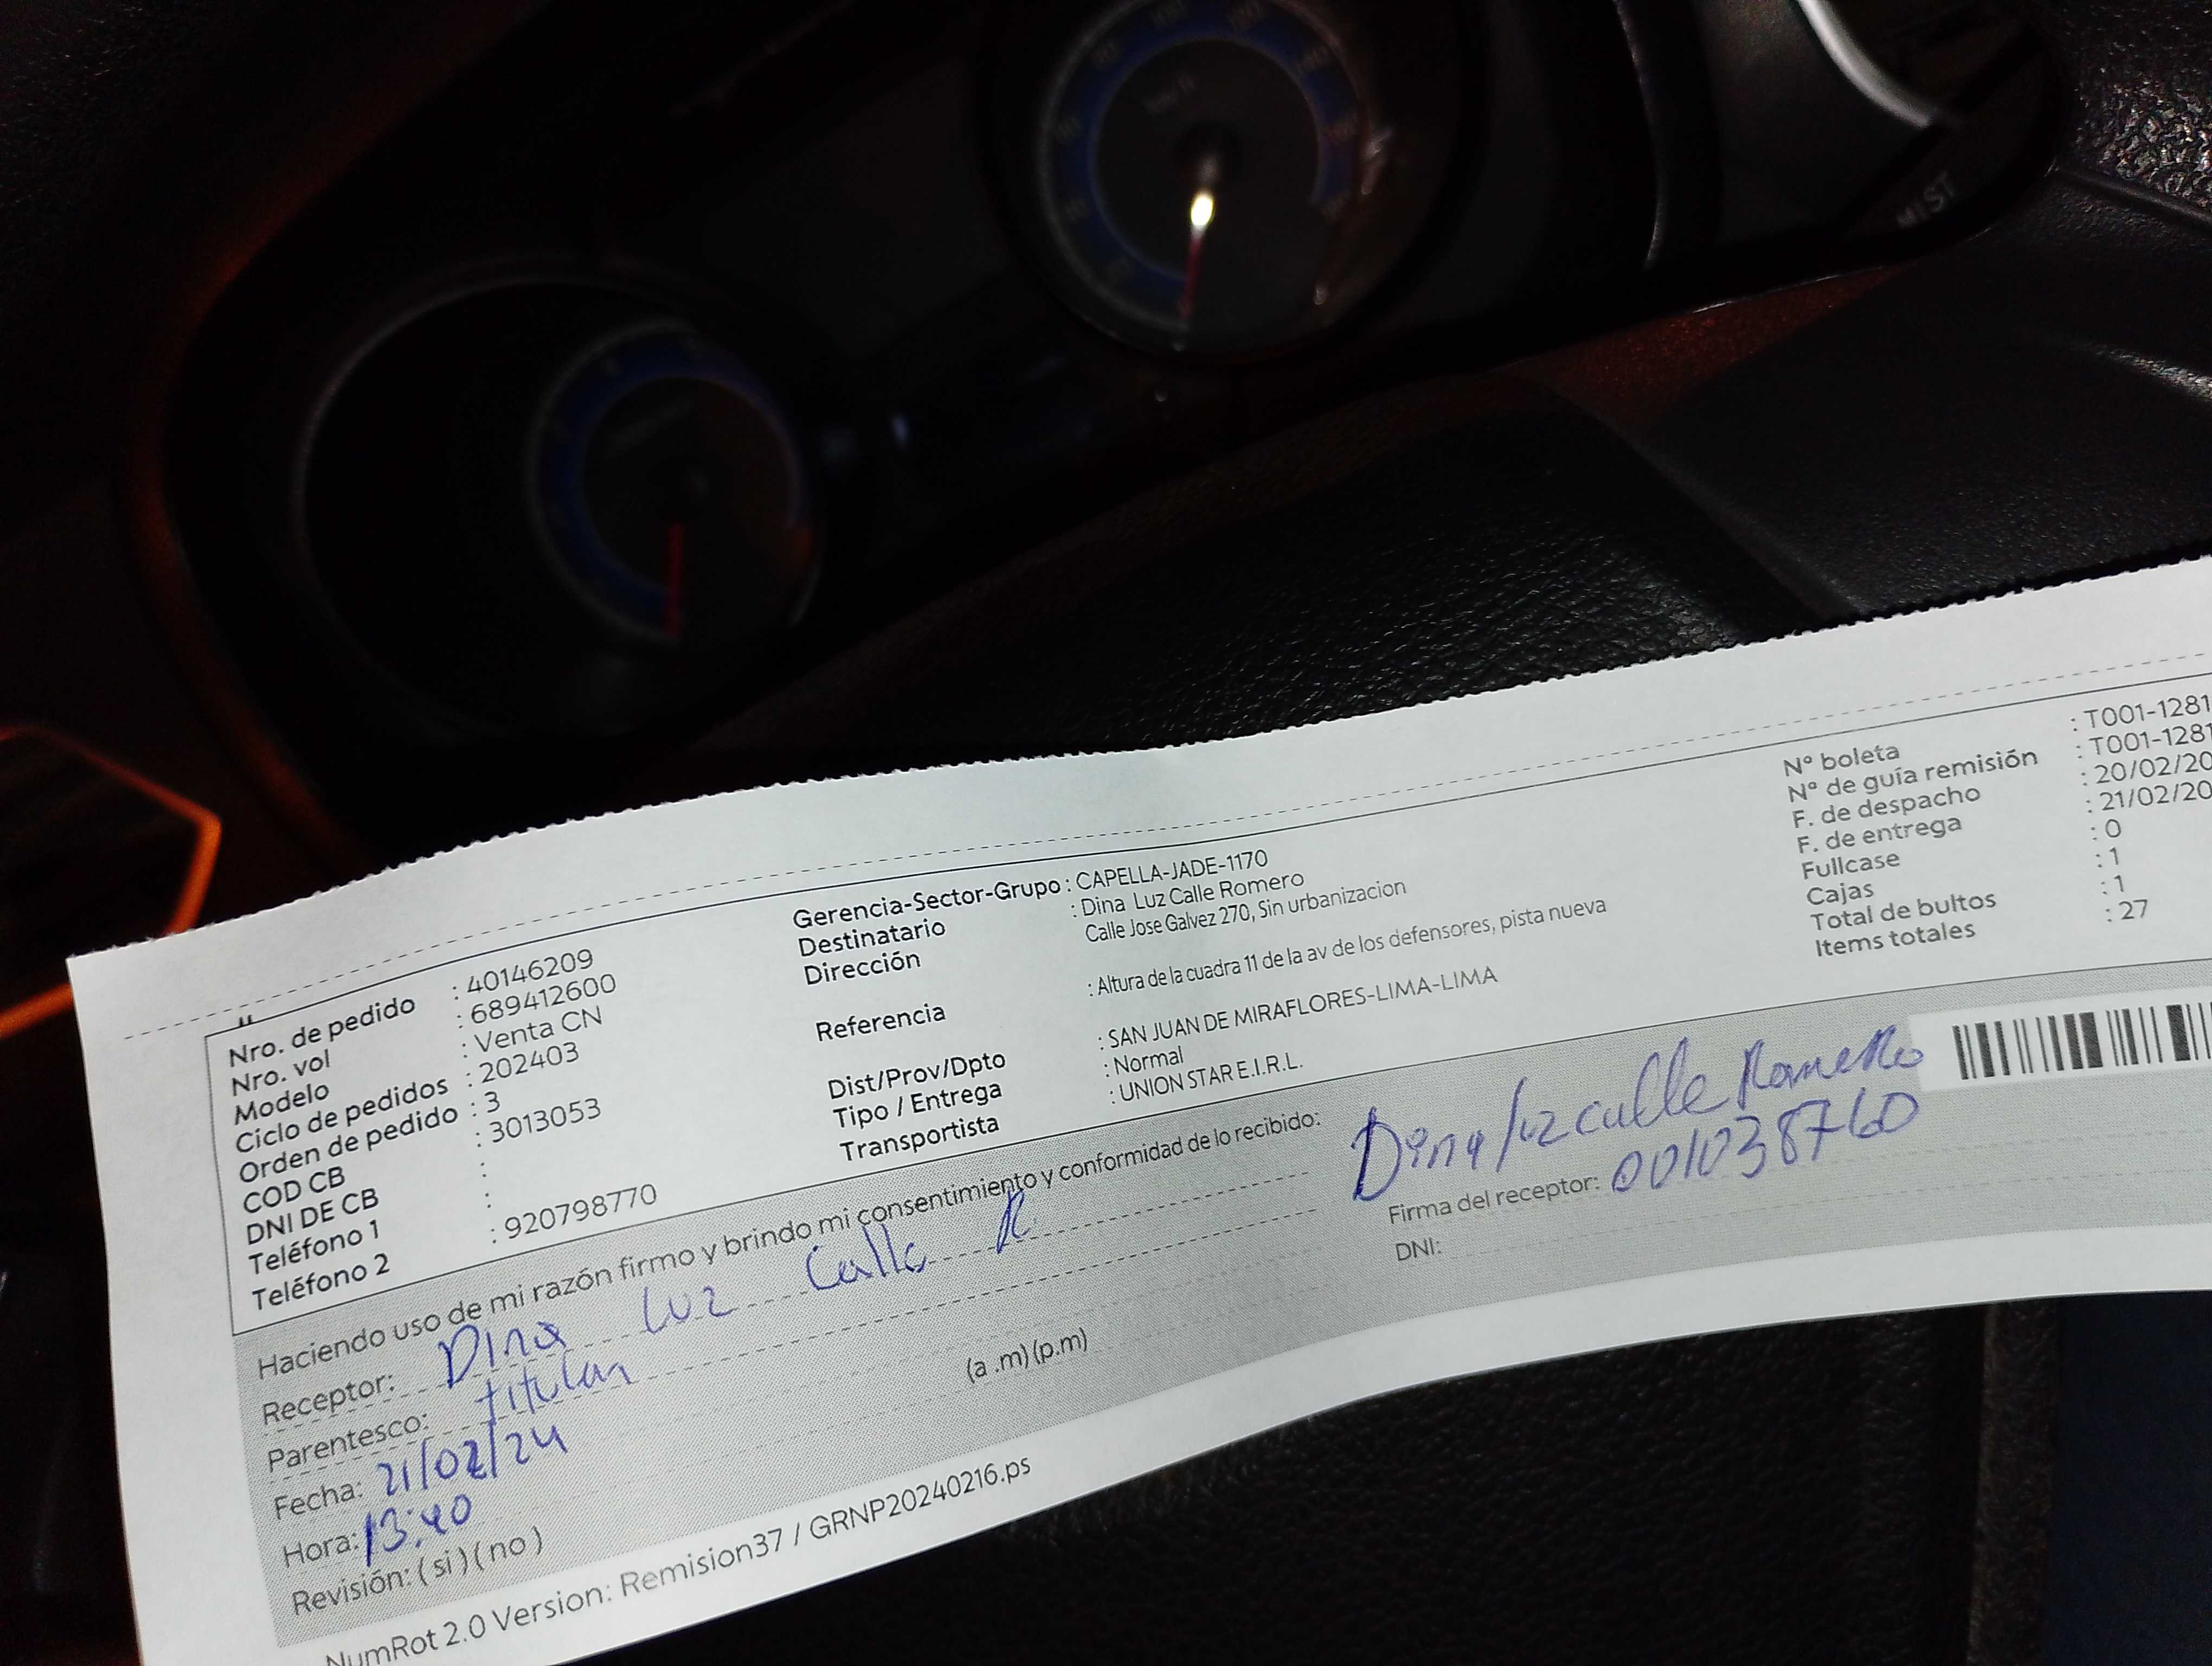 MIST
Nro. de pedido : 40146209
Nro. vol : 689412600
Modelo : Venta CN
Ciclo de pedidos : 202403
Orden de pedido : 3
COD CB : 3013053
DNI DE CB :
Teléfono 1 :
Teléfono 2 : 920798770
Gerencia-Sector-Grupo : CAPELLA-JADE-1170
Destinatario : Dina Luz Calle Romero
Dirección Calle Jose Galvez 270, Sin urbanizacion
Referencia : Altura de la cuadra 11 de la av de los defensores, pista nueva
Dist/Prov/Dpto : SAN JUAN DE MIRAFLORES-LIMA-LIMA
Tipo / Entrega : Normal
Transportista : UNION STAR E.I.R.L.
N° boleta : T001-1281
N° de guía remisión : T001-1281
F. de despacho : 20/02/20
F. de entrega : 21/02/20
Fullcase : 0
Cajas : 1
Total de bultos : 1
Items totales : 27
Haciendo uso de mi razón firmo y brindo mi consentimiento y conformidad de lo recibido:
Receptor: Dina Luz Calle R
Parentesco: titular
Fecha: 21/02/24
Hora: 13:40 (a .m) (p.m)
Revisión: ( si ) ( no )
Dina luz calle Romero
Firma del receptor: 001038760
DNI:
NumRot 2.0 Version: Remision37 / GRNP20240216.ps